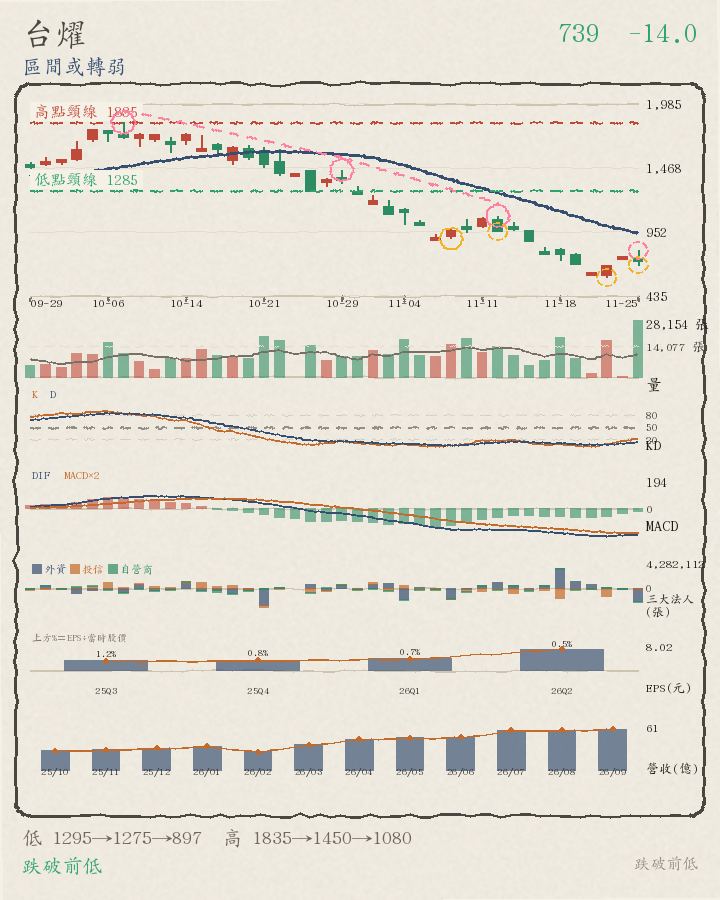 台燿
739 -14.0
區間或轉弱
高點頸線 1835
低點頸線 1285
1,985
1,468
952
435
09-29 10-06 10-14 10-21 10-29 11-04 11-11 11-18 11-25
28,154 張
14,077 張
量
K D
80
50
20
KD
DIF MACD×2
194
0
MACD
外資 投信 自營商
4,282,112
0
三大法人
(張)
上方%=EPS÷當時股價
1.2% 0.8% 0.7% 0.5%
8.02
25Q3 25Q4 26Q1 26Q2
EPS(元)
61
25/10 25/11 25/12 26/01 26/02 26/03 26/04 26/05 26/06 26/07 26/08 26/09
營收(億)
低 1295→1275→897 高 1835→1450→1080
跌破前低
跌破前低